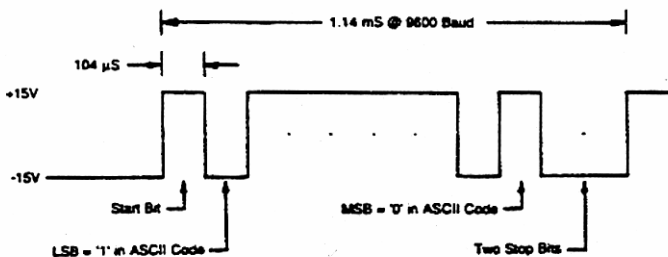 1.14 mS @ 9600 Baud
104 µS
+15V
-15V
Start Bit
MSB = '0' in ASCII Code
LSB = '1' in ASCII Code
Two Stop Bits